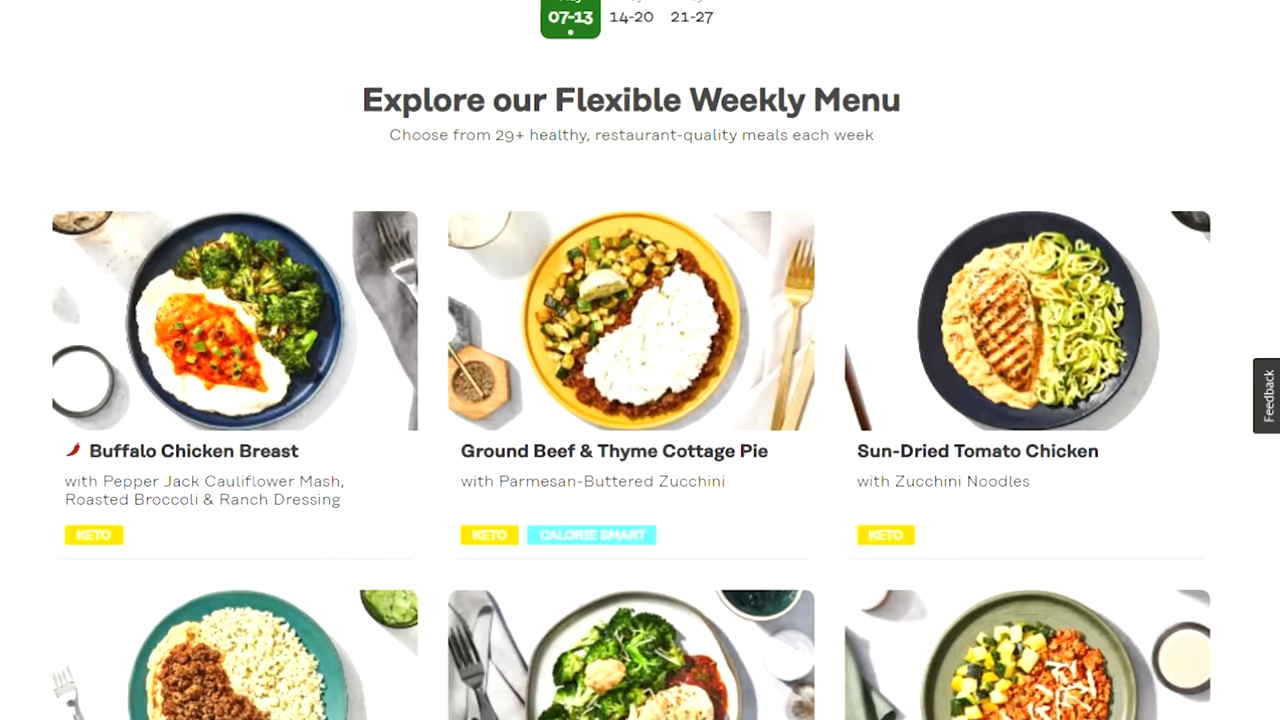 07-13 14-20 21-27
Explore our Flexible Weekly Menu
Choose from 29+ healthy, restaurant-quality meals each week
Feedback
Buffalo Chicken Breast
with Pepper Jack Cauliflower Mash,
Roasted Broccoli & Ranch Dressing
KETO
Ground Beef & Thyme Cottage Pie
with Parmesan-Buttered Zucchini
KETO CALORIE SMART
Sun-Dried Tomato Chicken
with Zucchini Noodles
KETO